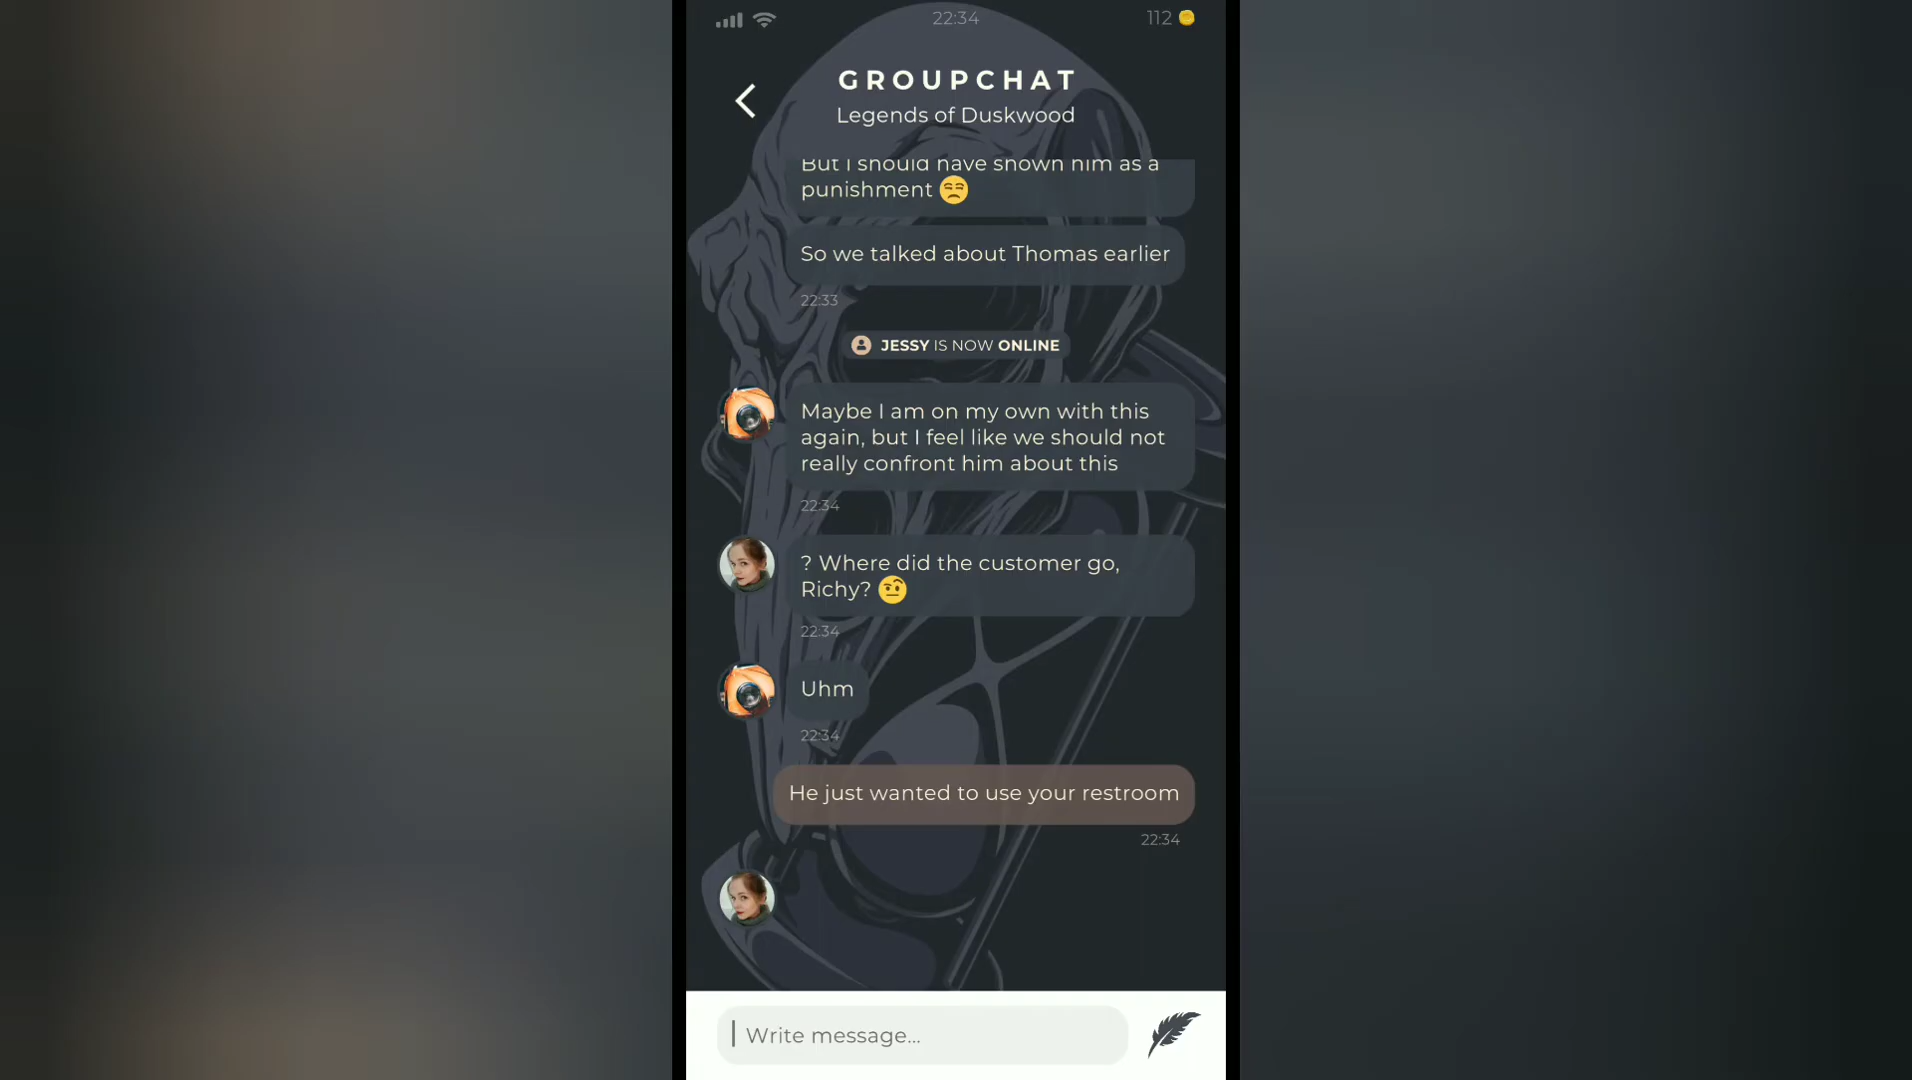 22:34
112
GROUPCHAT
Legends of Duskwood
But I should have shown him as a
punishment 😒
So we talked about Thomas earlier
22:33
JESSY IS NOW ONLINE
Maybe I am on my own with this
again, but I feel like we should not
really confront him about this
22:34
? Where did the customer go,
Richy? 🤨
22:34
Uhm
22:34
He just wanted to use your restroom
22:34
Write message...